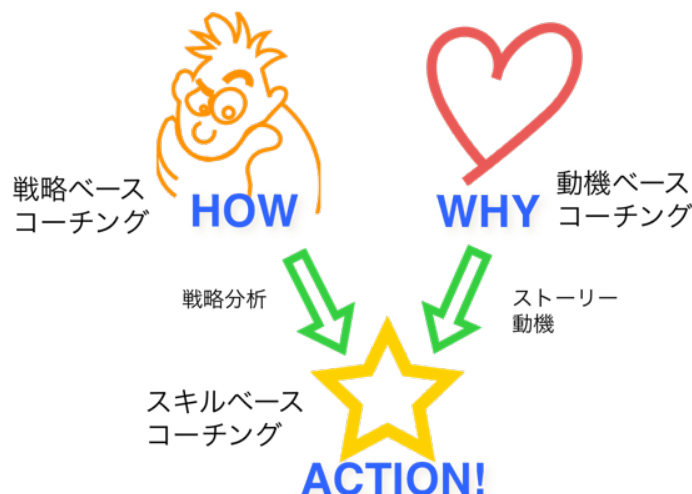 戦略ベース
コーチング
HOW
WHY
動機ベース
コーチング
戦略分析
ストーリー
動機
スキルベース
コーチング
ACTION!